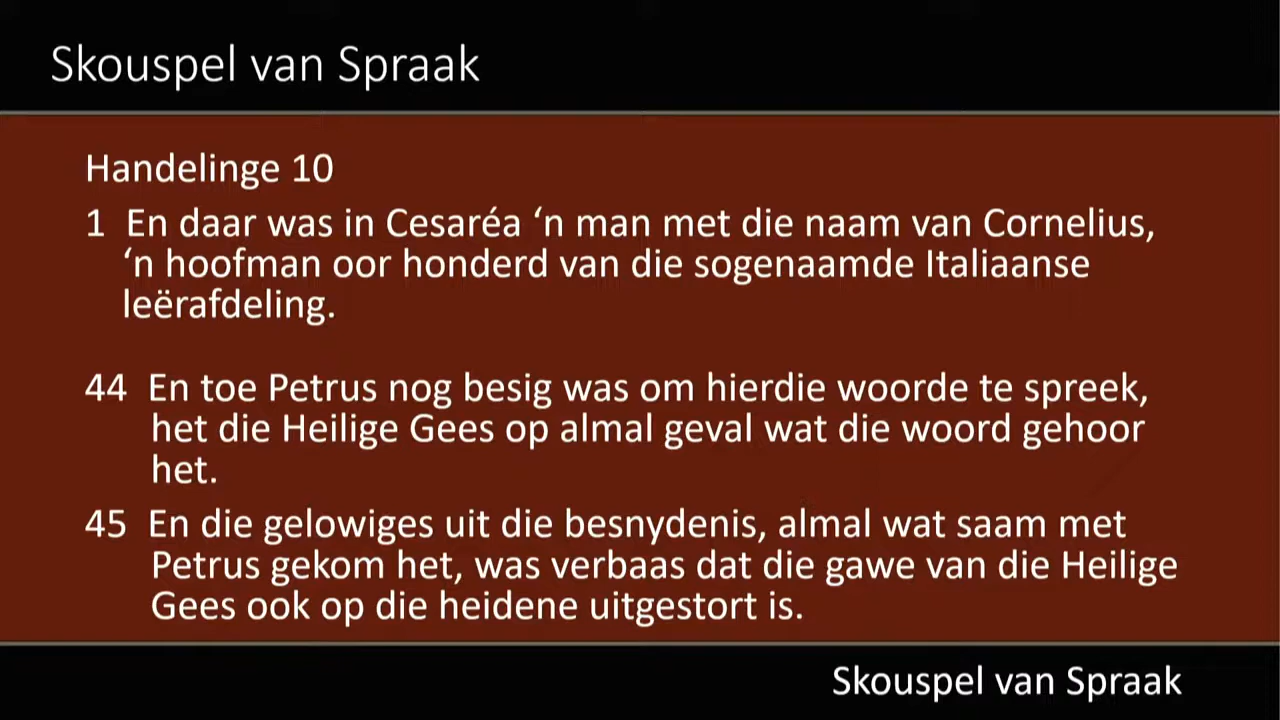 Skouspel van Spraak
Handelinge 10
1 En daar was in Cesaréa ‘n man met die naam van Cornelius,
‘n hoofman oor honderd van die sogenaamde Italiaanse
leërafdeling.
44 En toe Petrus nog besig was om hierdie woorde te spreek,
het die Heilige Gees op almal geval wat die woord gehoor
het.
45 En die gelowiges uit die besnydenis, almal wat saam met
Petrus gekom het, was verbaas dat die gawe van die Heilige
Gees ook op die heidene uitgestort is.
Skouspel van Spraak